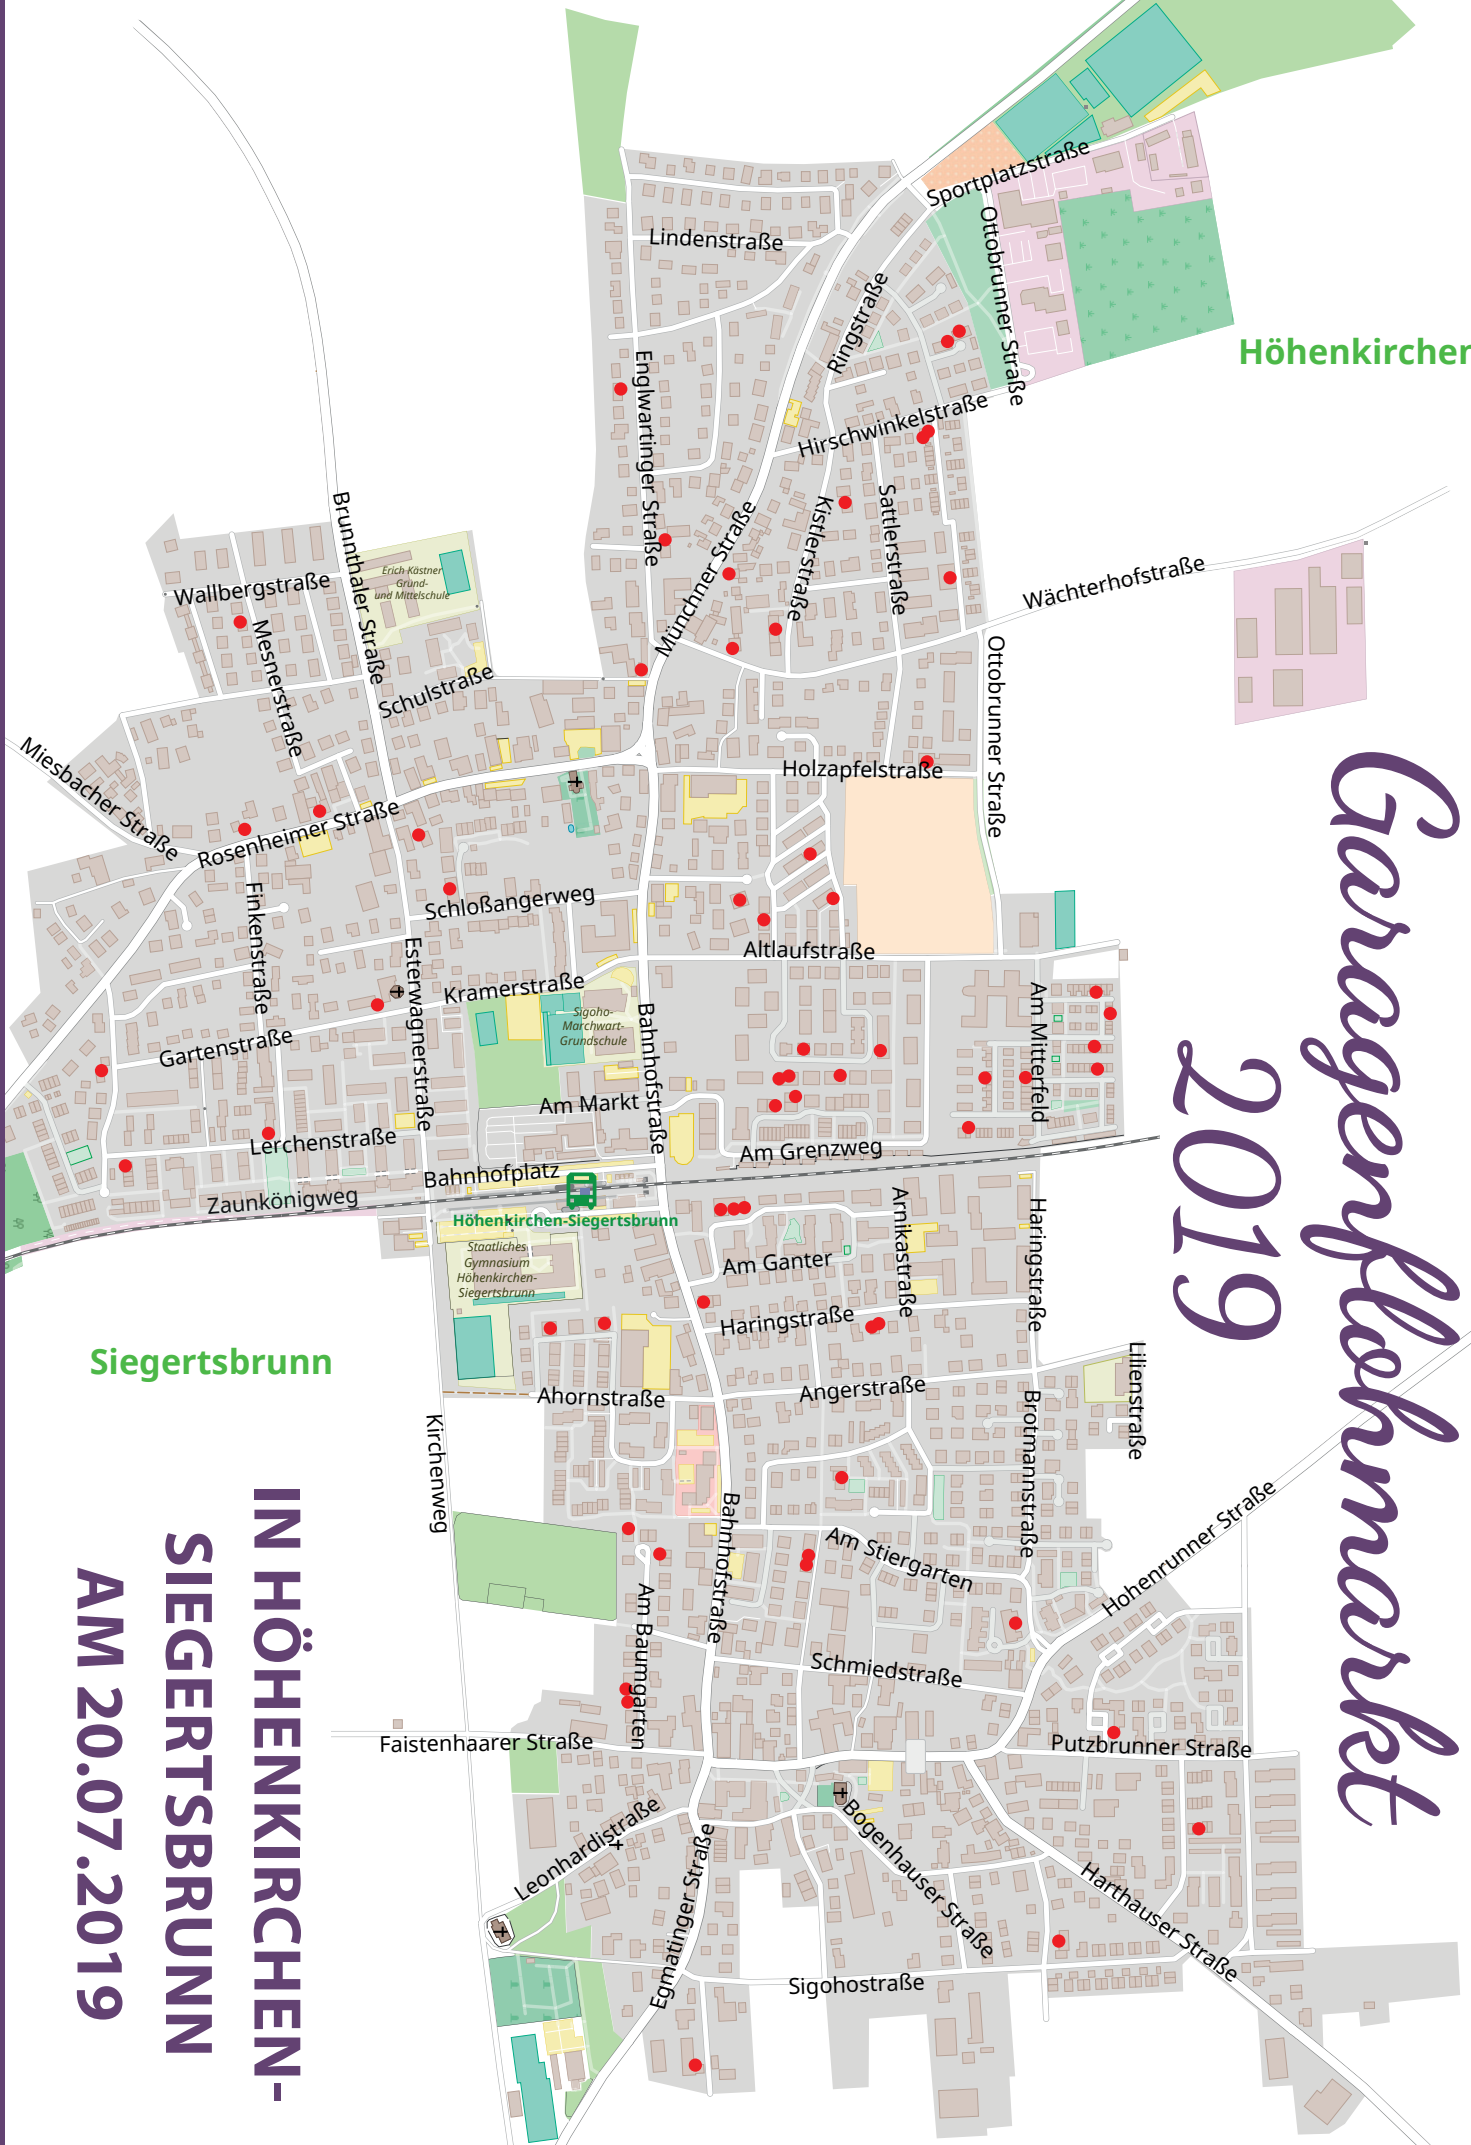 Garagenflohmarkt
2019
IN HÖHENKIRCHEN-
SIEGERTSBRUNN
AM 20.07.2019
Sportplatzstraße
Lindenstraße
Ottobrunner Straße
Ringstraße
Höhenkirchen
Englwartinger Straße
Hirschwinkelstraße
Brunnthaler Straße
Sattlerstraße
Kistlerstraße
Münchner Straße
Erich Kästner
Grund-
und Mittelschule
Wallbergstraße
Wächterhofstraße
Mesnerstraße
Ottobrunner Straße
Schulstraße
Miesbacher Straße
Holzapfelstraße
Rosenheimer Straße
Finkenstraße
Schloßangerweg
Altlaufstraße
Esterwagnerstraße
Kramerstraße
Am Mitterfeld
Sigoho-
Marchwart-
Grundschule
Bahnhofstraße
Gartenstraße
Am Markt
Lerchenstraße
Am Grenzweg
Bahnhofplatz
Zaunkönigweg
Höhenkirchen-Siegertsbrunn
Arnikastraße
Haringstraße
Staatliches
Gymnasium
Höhenkirchen-
Siegertsbrunn
Am Ganter
Haringstraße
Siegertsbrunn
Lilienstraße
Angerstraße
Ahornstraße
Brotmannstraße
Kirchenweg
Bahnhofstraße
Hohenrunner Straße
Am Stiergarten
Am Baumgarten
Schmiedstraße
Faistenhaarer Straße
Putzbrunner Straße
Leonhardistraße
Bogenhauser Straße
Egmatinger Straße
Harthauser Straße
Sigohostraße